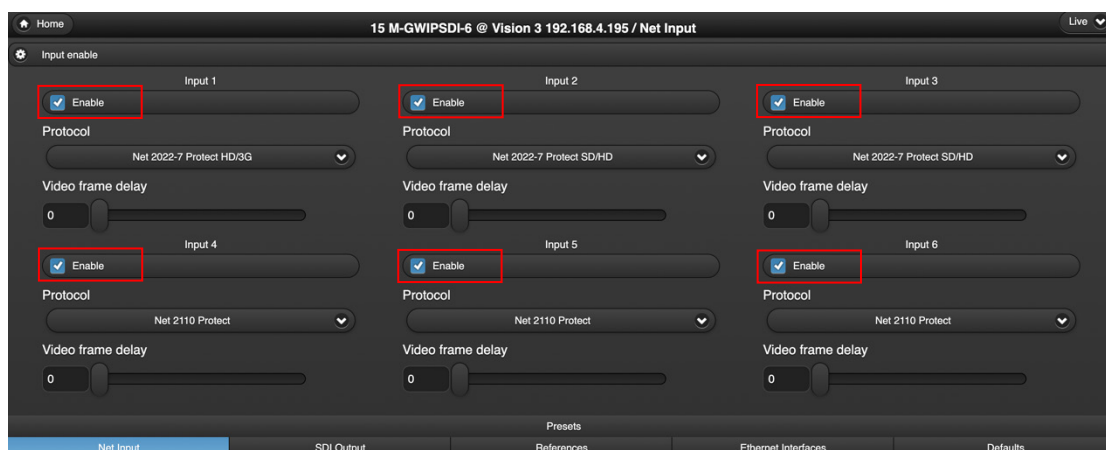 Home
15 M-GWIPSDI-6 @ Vision 3 192.168.4.195 / Net Input
Live
Input enable
Input 1
Input 2
Input 3
Enable
Enable
Enable
Protocol
Protocol
Protocol
Net 2022-7 Protect HD/3G
Net 2022-7 Protect SD/HD
Net 2022-7 Protect SD/HD
Video frame delay
Video frame delay
Video frame delay
0
0
0
Input 4
Input 5
Input 6
Enable
Enable
Enable
Protocol
Protocol
Protocol
Net 2110 Protect
Net 2110 Protect
Net 2110 Protect
Video frame delay
Video frame delay
Video frame delay
0
0
0
Presets
Net Input
SDI Output
References
Ethernet Interfaces
Defaults